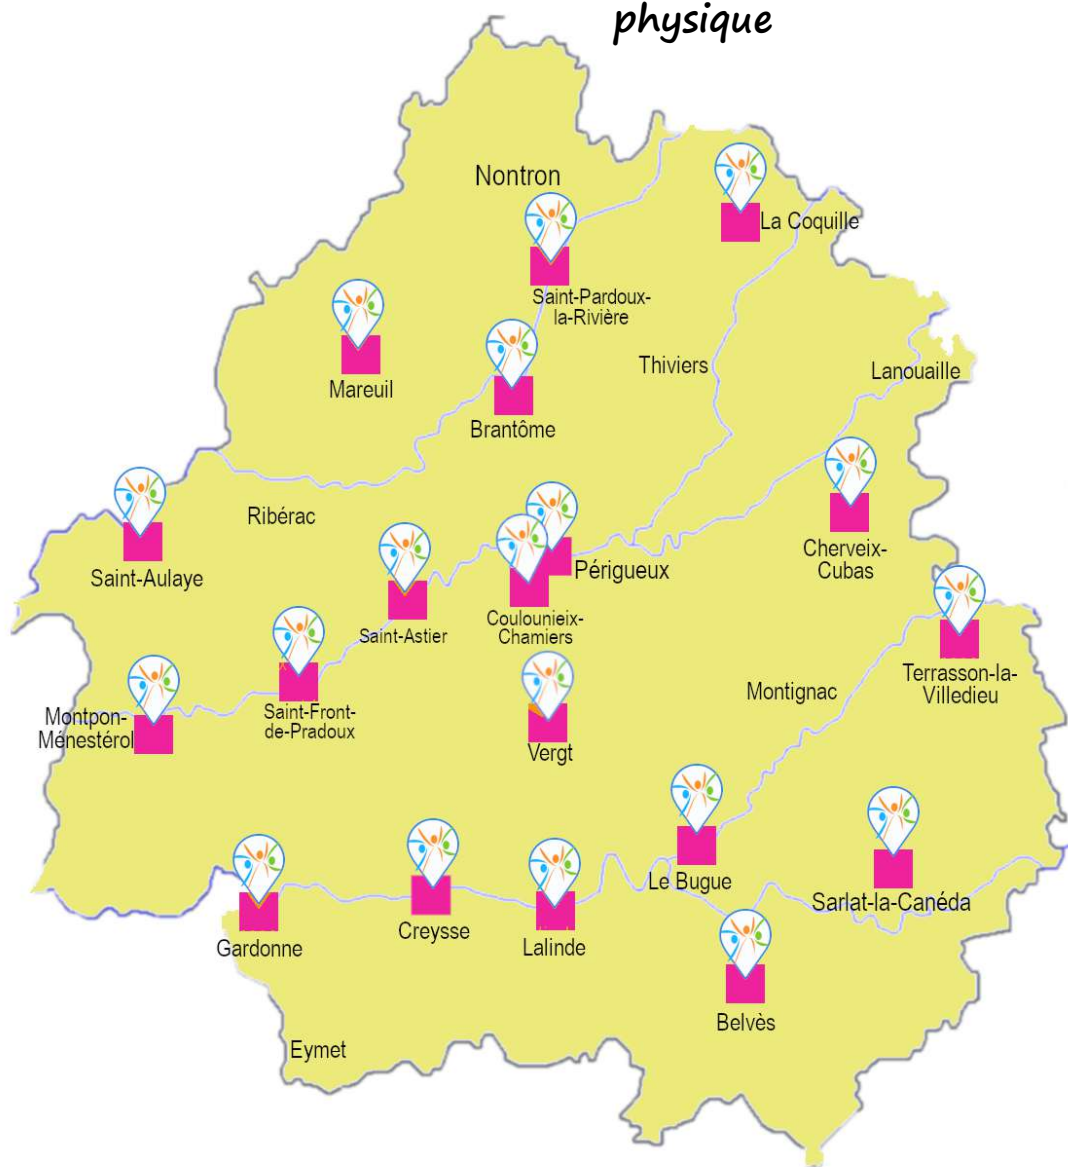 physique
Nontron
La Coquille
Saint-Pardoux-
la-Rivière
Thiviers
Lanouaille
Mareuil
Brantôme
Ribérac
Cherveix-
Cubas
Saint-Aulaye
Périgueux
Coulounieix-
Chamiers
Saint-Astier
Terrasson-la-
Villedieu
Montignac
Saint-Front-
de-Pradoux
Montpon-
Ménestérol
Vergt
Le Bugue
Sarlat-la-Canéda
Gardonne
Creysse
Lalinde
Belvès
Eymet